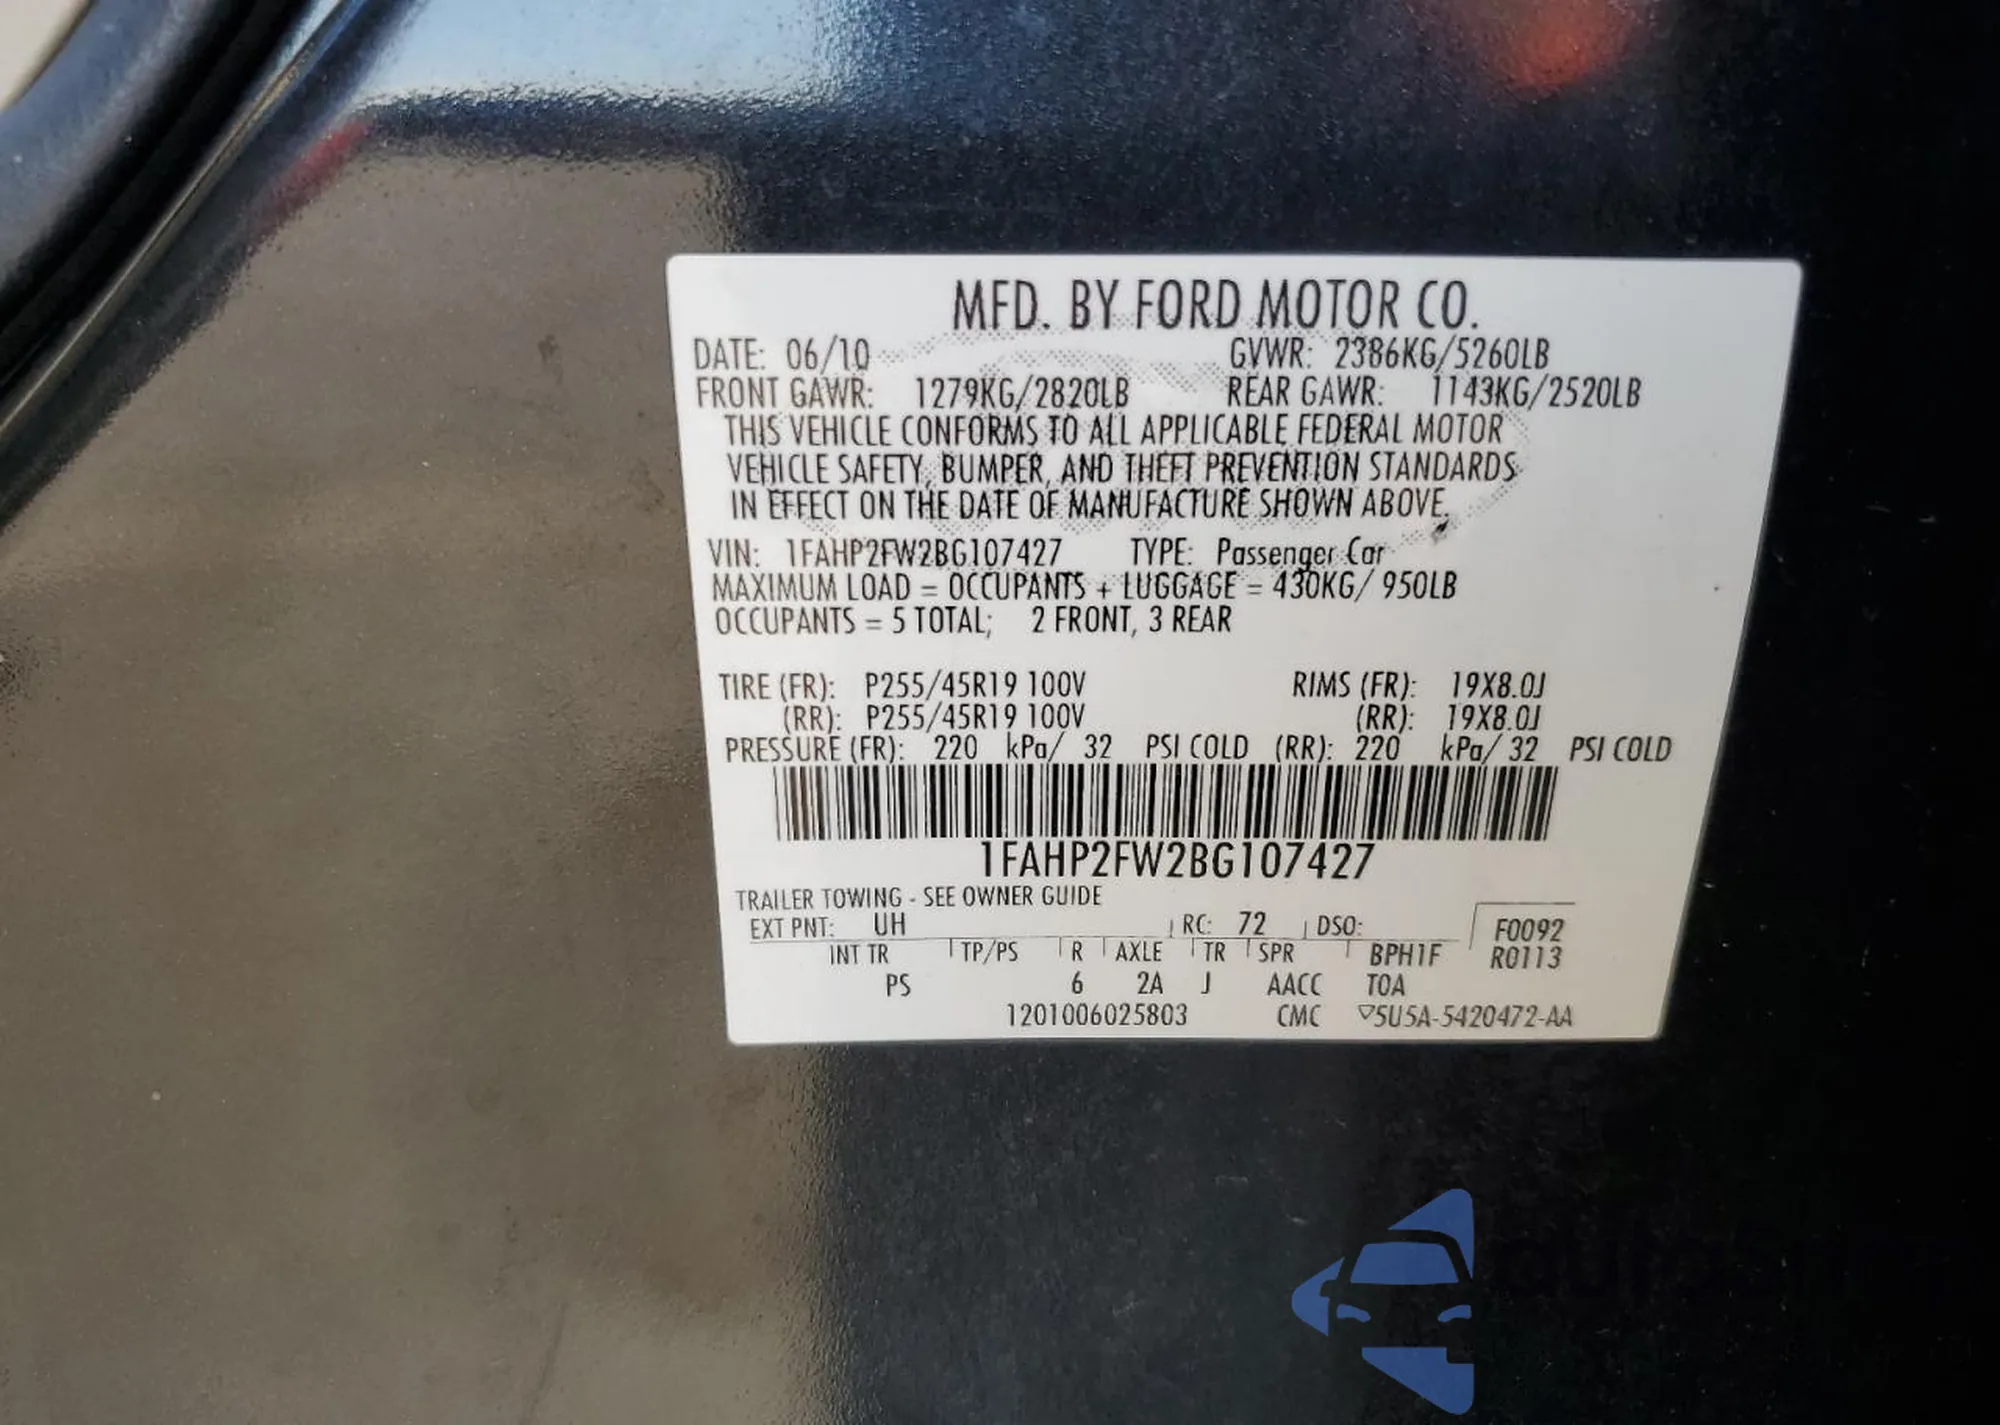 MFD. BY FORD MOTOR CO.
DATE: 06/10 GVWR: 2386KG/5260LB
FRONT GAWR: 1279KG/2820LB REAR GAWR: 1143KG/2520LB
THIS VEHICLE CONFORMS TO ALL APPLICABLE FEDERAL MOTOR
VEHICLE SAFETY, BUMPER, AND THEFT PREVENTION STANDARDS
IN EFFECT ON THE DATE OF MANUFACTURE SHOWN ABOVE.
VIN: 1FAHP2FW2BG107427 TYPE: Passenger Car
MAXIMUM LOAD = OCCUPANTS + LUGGAGE = 430KG/ 950LB
OCCUPANTS = 5 TOTAL; 2 FRONT, 3 REAR
TIRE (FR): P255/45R19 100V RIMS (FR): 19X8.0J
(RR): P255/45R19 100V (RR): 19X8.0J
PRESSURE (FR): 220 kPa/ 32 PSI COLD (RR): 220 kPa/ 32 PSI COLD
1FAHP2FW2BG107427
TRAILER TOWING - SEE OWNER GUIDE
EXT PNT: UH RC: 72 DSO: F0092
INT TR TP/PS R AXLE TR SPR BPH1F R0113
PS 6 2A J AACC TOA
1201006025803 CMC ▽5U5A-5420472-AA